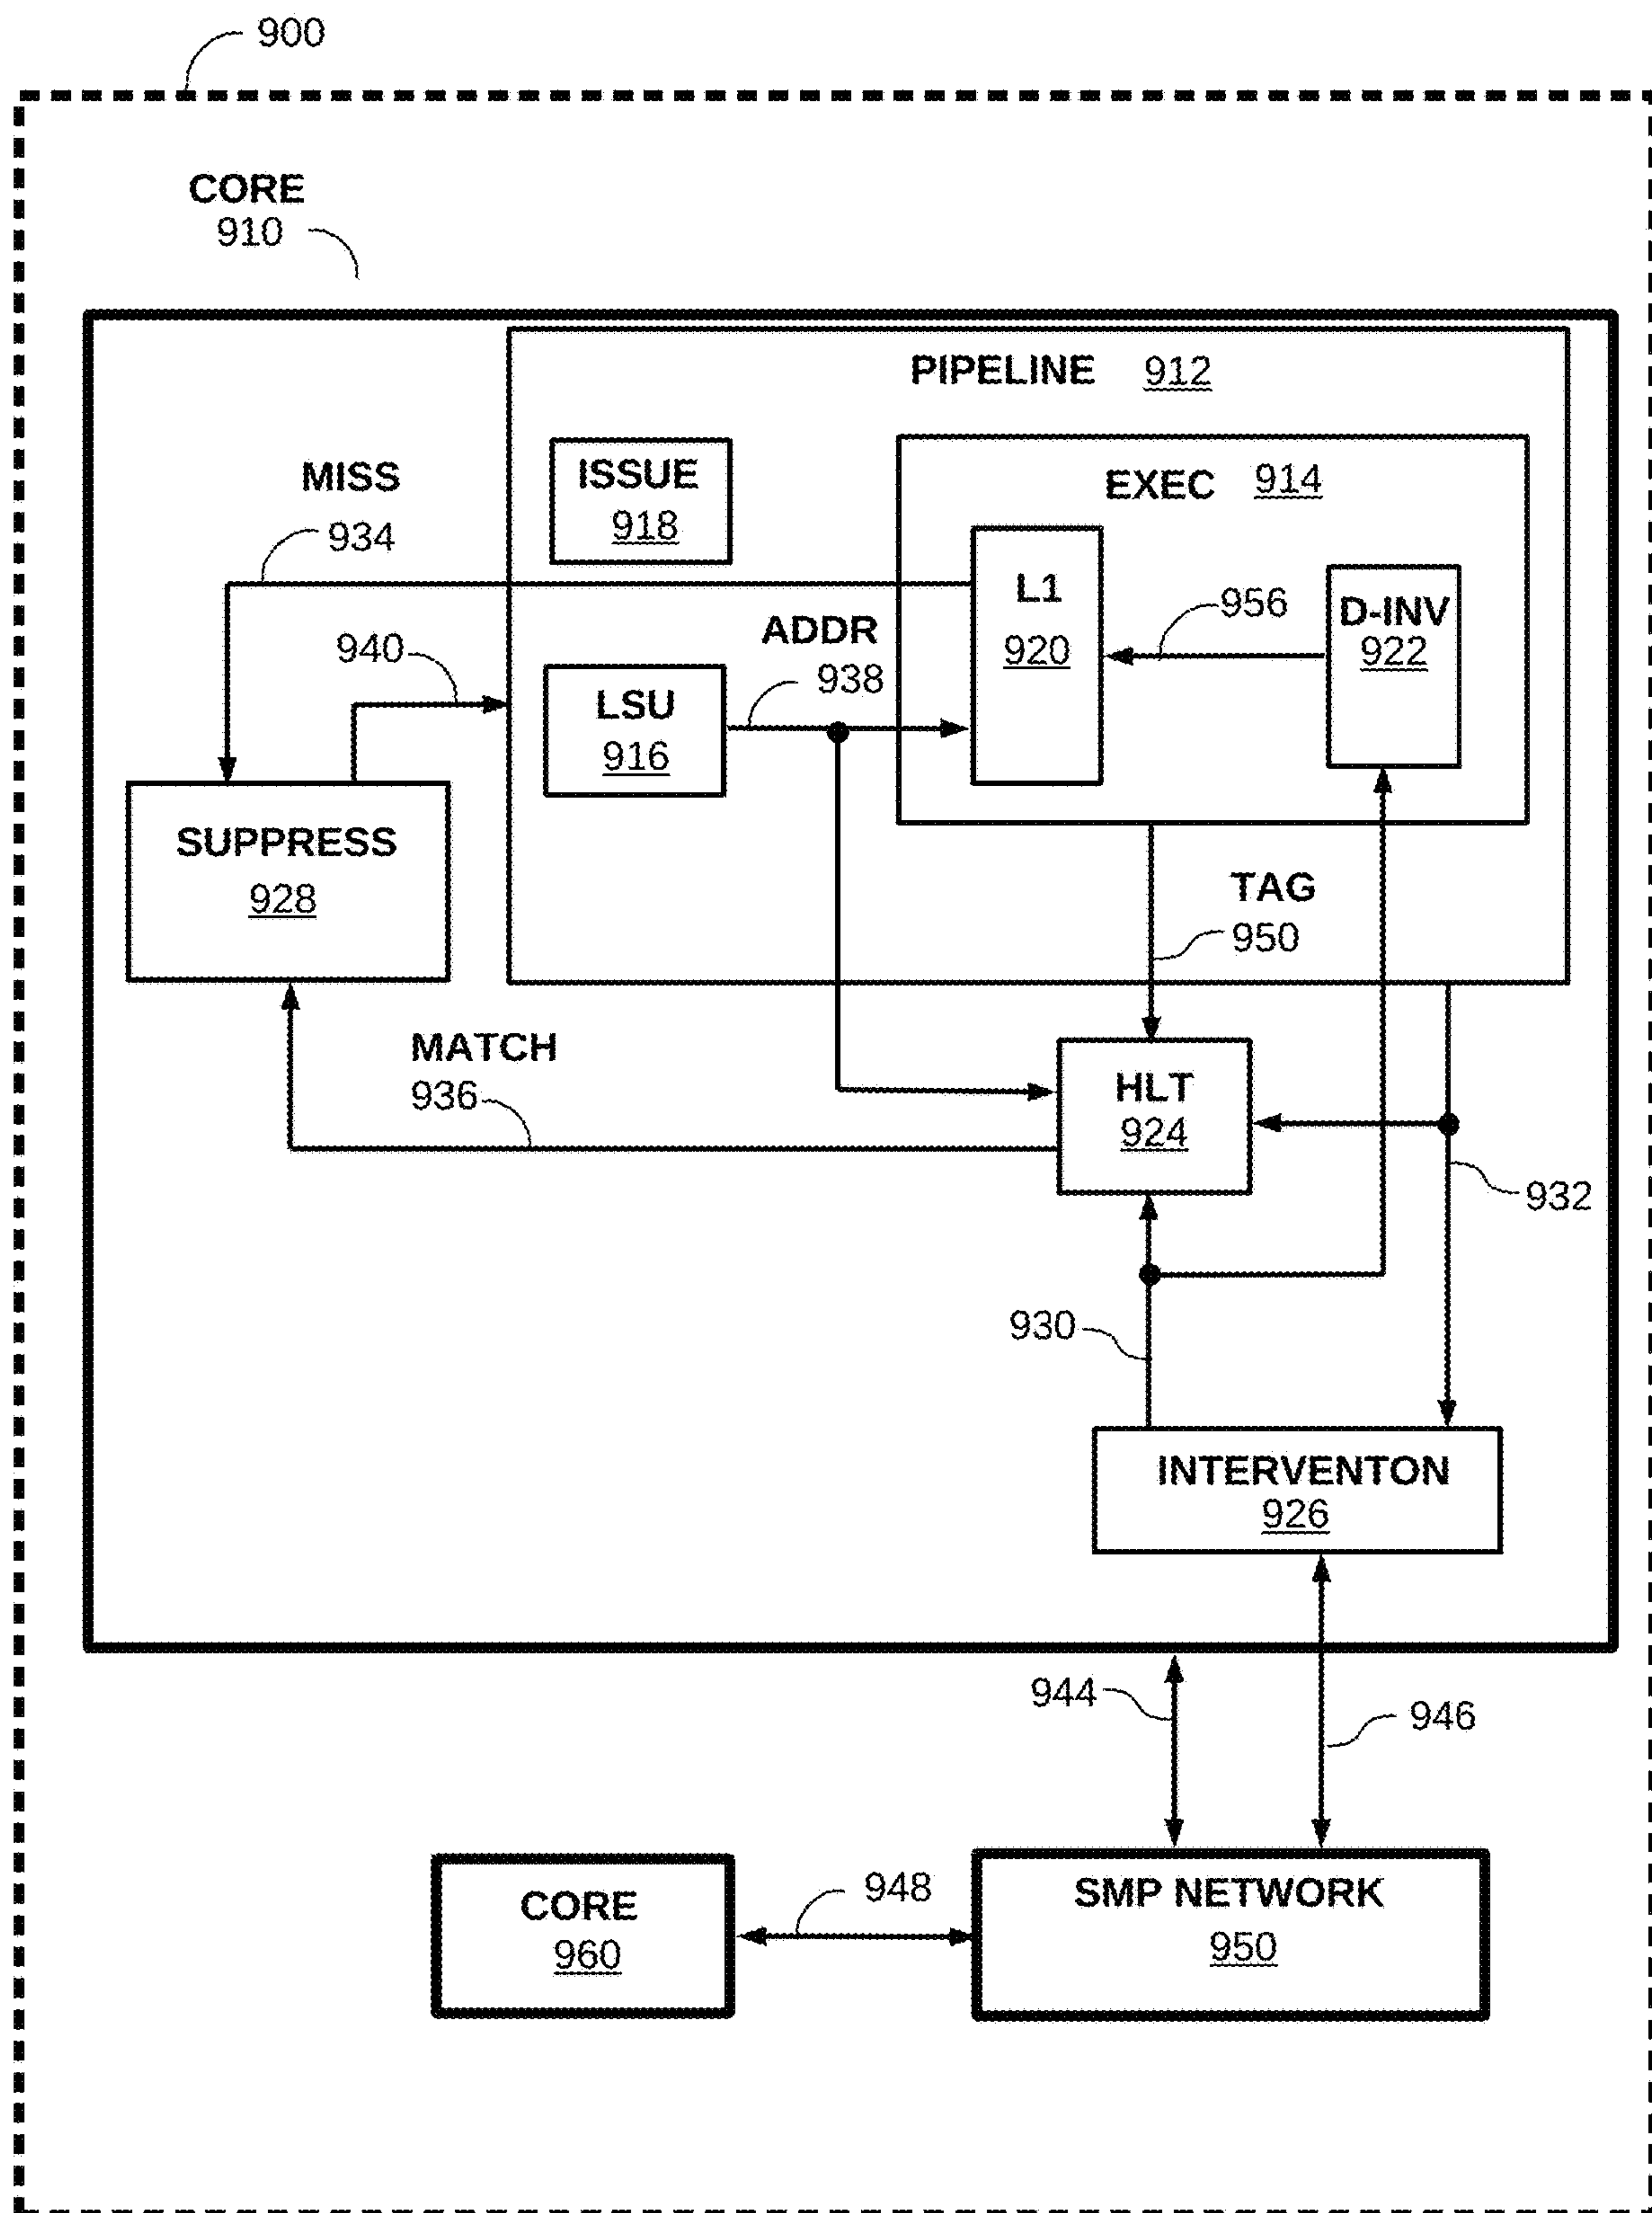 900
CORE
910
PIPELINE 912
MISS
934
ISSUE
918
EXEC 914
L1
920
956
D-INV
922
940
ADDR
938
LSU
916
SUPPRESS
928
TAG
950
MATCH
936
HLT
924
932
930
INTERVENTON
926
944
946
CORE
960
948
SMP NETWORK
950